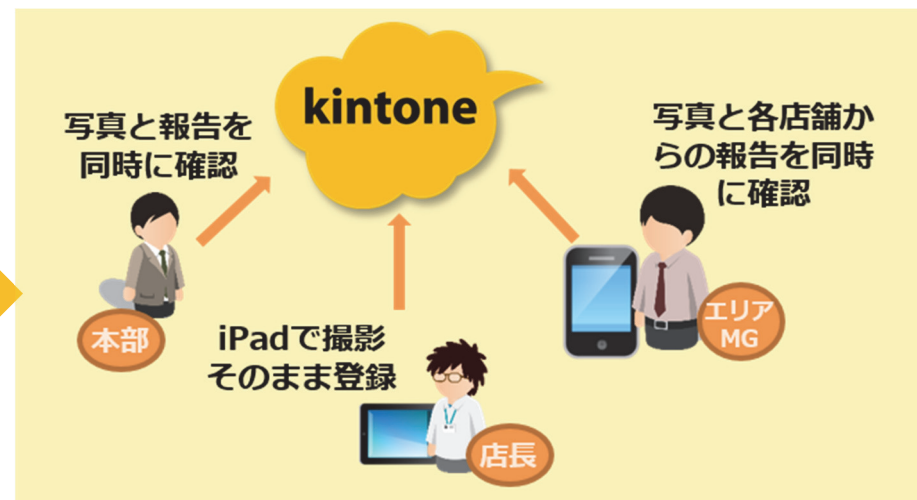 kintone
写真と報告を
同時に確認
本部
写真と各店舗か
らの報告を同時
に確認
エリア
MG
iPadで撮影
そのまま登録
店長